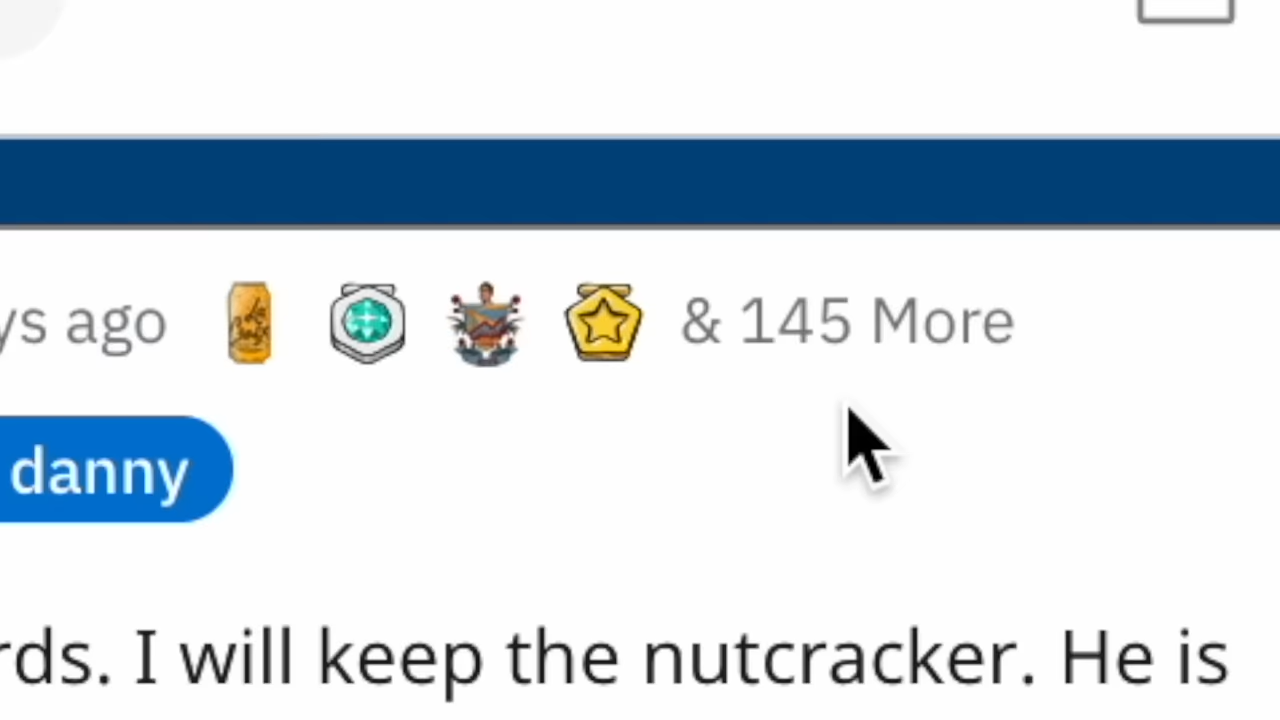 ys ago & 145 More
danny
rds. I will keep the nutcracker. He is